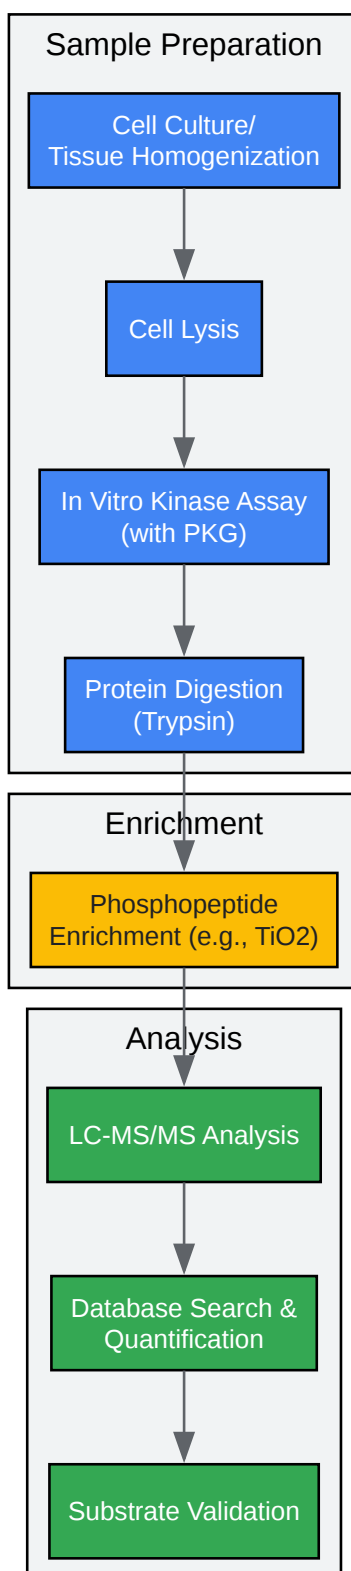 Sample Preparation
Cell Culture/
Tissue Homogenization
Cell Lysis
In Vitro Kinase Assay
(with PKG)
Protein Digestion
(Trypsin)
Enrichment
Phosphopeptide
Enrichment (e.g., TiO2)
Analysis
LC-MS/MS Analysis
Database Search &
Quantification
Substrate Validation